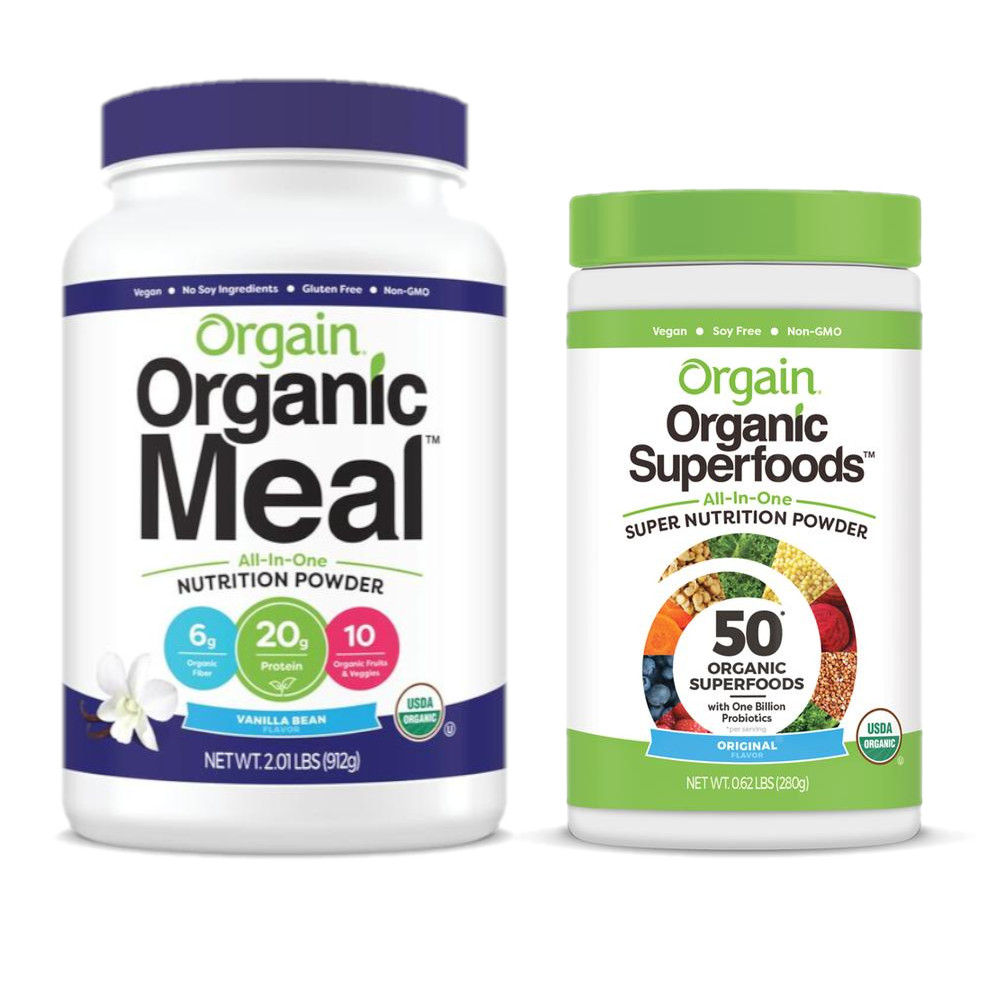 Vegan • No Soy Ingredients • Gluten Free • Non-GMO
Orgain®
Organic
Meal™
All-In-One
NUTRITION POWDER
6g
Organic
Fiber
20g
Protein
10
Organic Fruits
& Veggies
USDA
ORGANIC
VANILLA BEAN
FLAVOR
U
NET WT. 2.01 LBS (912g)
Vegan • Soy Free • Non-GMO
Orgain®
Organic
Superfoods™
All-In-One
SUPER NUTRITION POWDER
50*
ORGANIC
SUPERFOODS
with One Billion
Probiotics
*per serving
ORIGINAL
FLAVOR
USDA
ORGANIC
U
NET WT. 0.62 LBS (280g)